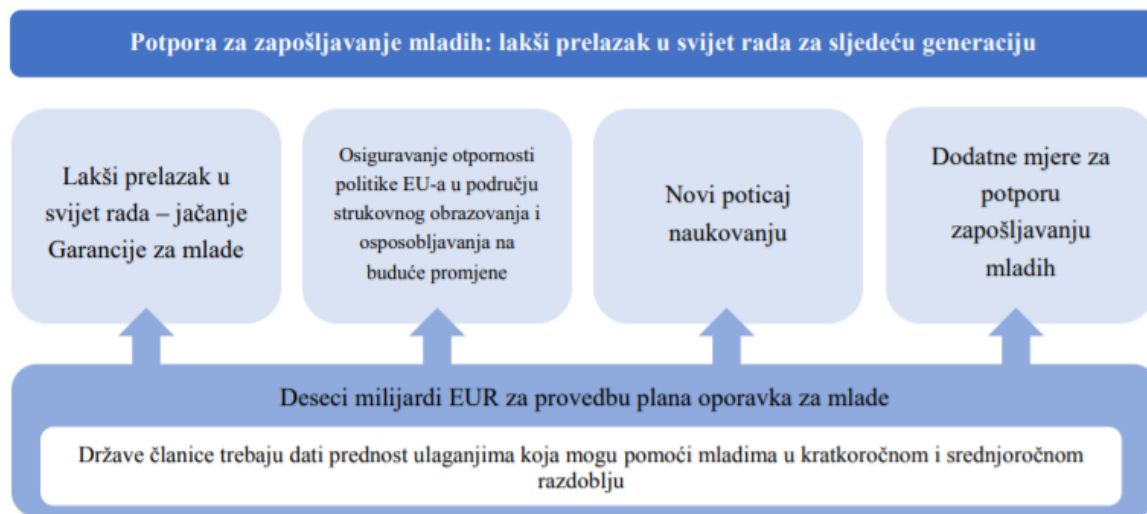 Potpora za zapošljavanje mladih: lakši prelazak u svijet rada za sljedeću generaciju
Lakši prelazak u
svijet rada – jačanje
Garancije za mlade
Osiguravanje otpornosti
politike EU-a u području
strukovnog obrazovanja i
osposobljavanja na
buduće promjene
Novi poticaj
naukovanju
Dodatne mjere za
potporu
zapošljavanju
mladih
Deseci milijardi EUR za provedbu plana oporavka za mlade
Države članice trebaju dati prednost ulaganjima koja mogu pomoći mladima u kratkoročnom i srednjoročnom
razdoblju